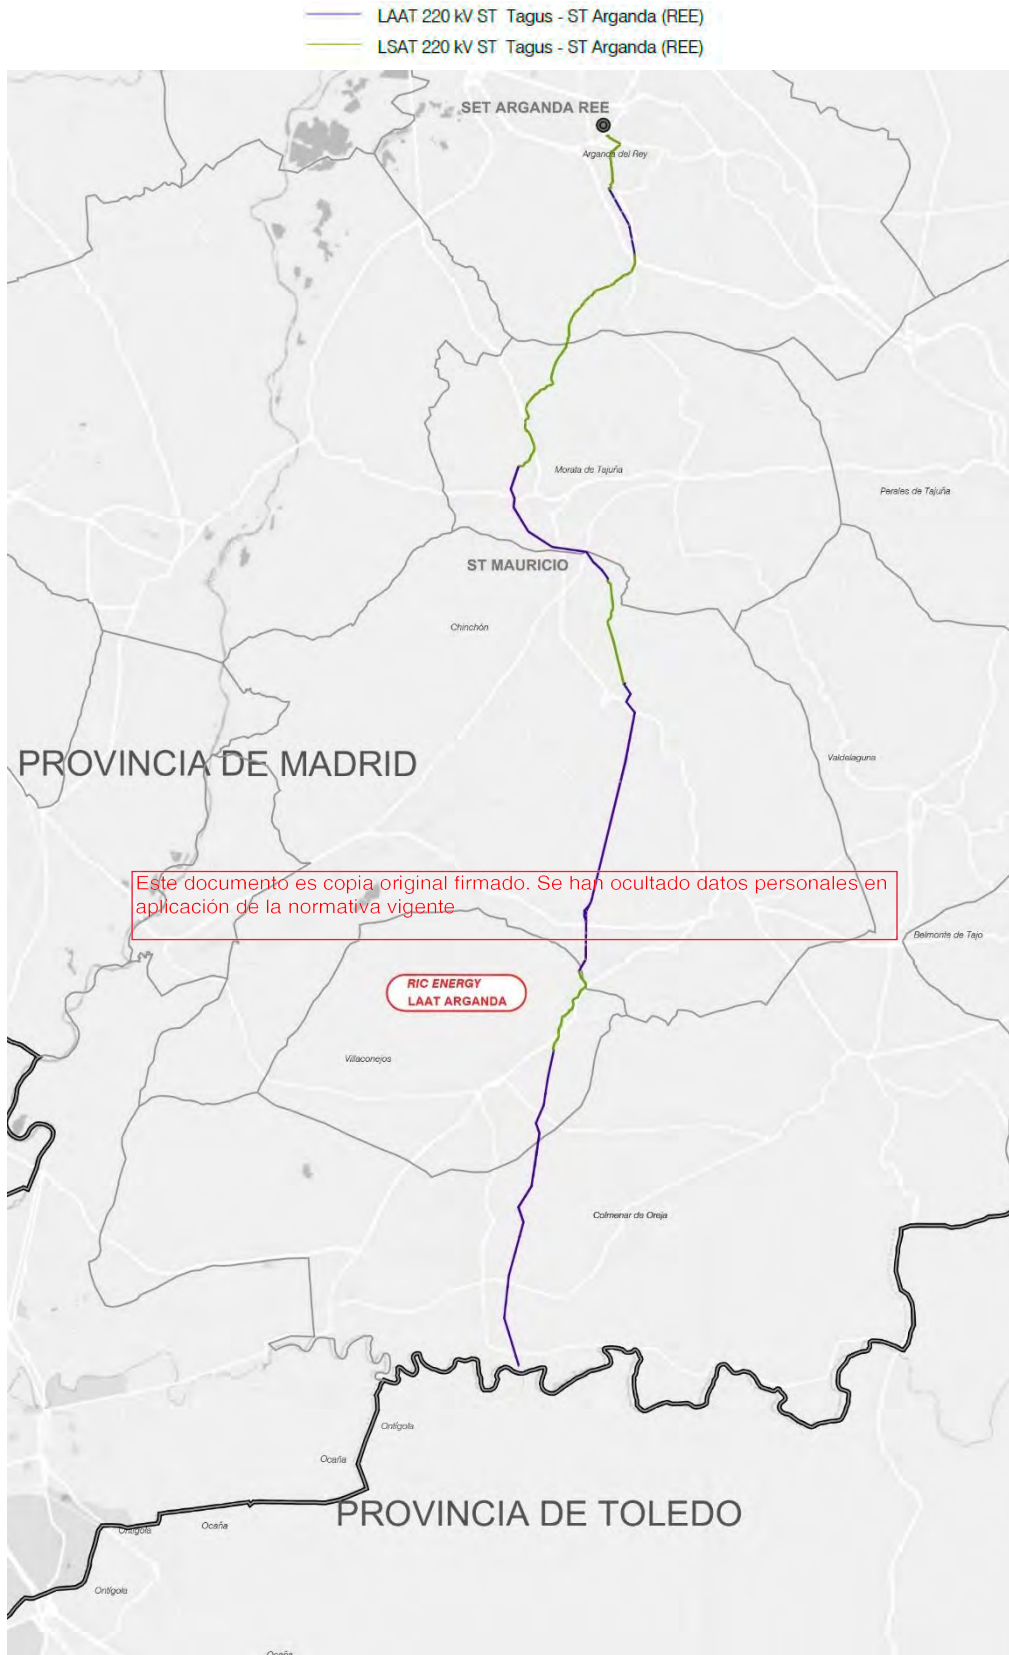 LAAT 220 kV ST Tagus - ST Arganda (REE)
LSAT 220 kV ST Tagus - ST Arganda (REE)
SET ARGANDA REE
Arganda del Rey
Morata de Tajuña
Perales de Tajuña
ST MAURICIO
Chinchón
PROVINCIA DE MADRID
Valdelaguna
Este documento es copia original firmado. Se han ocultado datos personales en
aplicación de la normativa vigente
Belmonte de Tajo
RIC ENERGY
LAAT ARGANDA
Villaconejos
Colmenar de Oreja
Ontígola
Ocaña
PROVINCIA DE TOLEDO
Ocaña
Ontígola
Ontígola
Ocaña